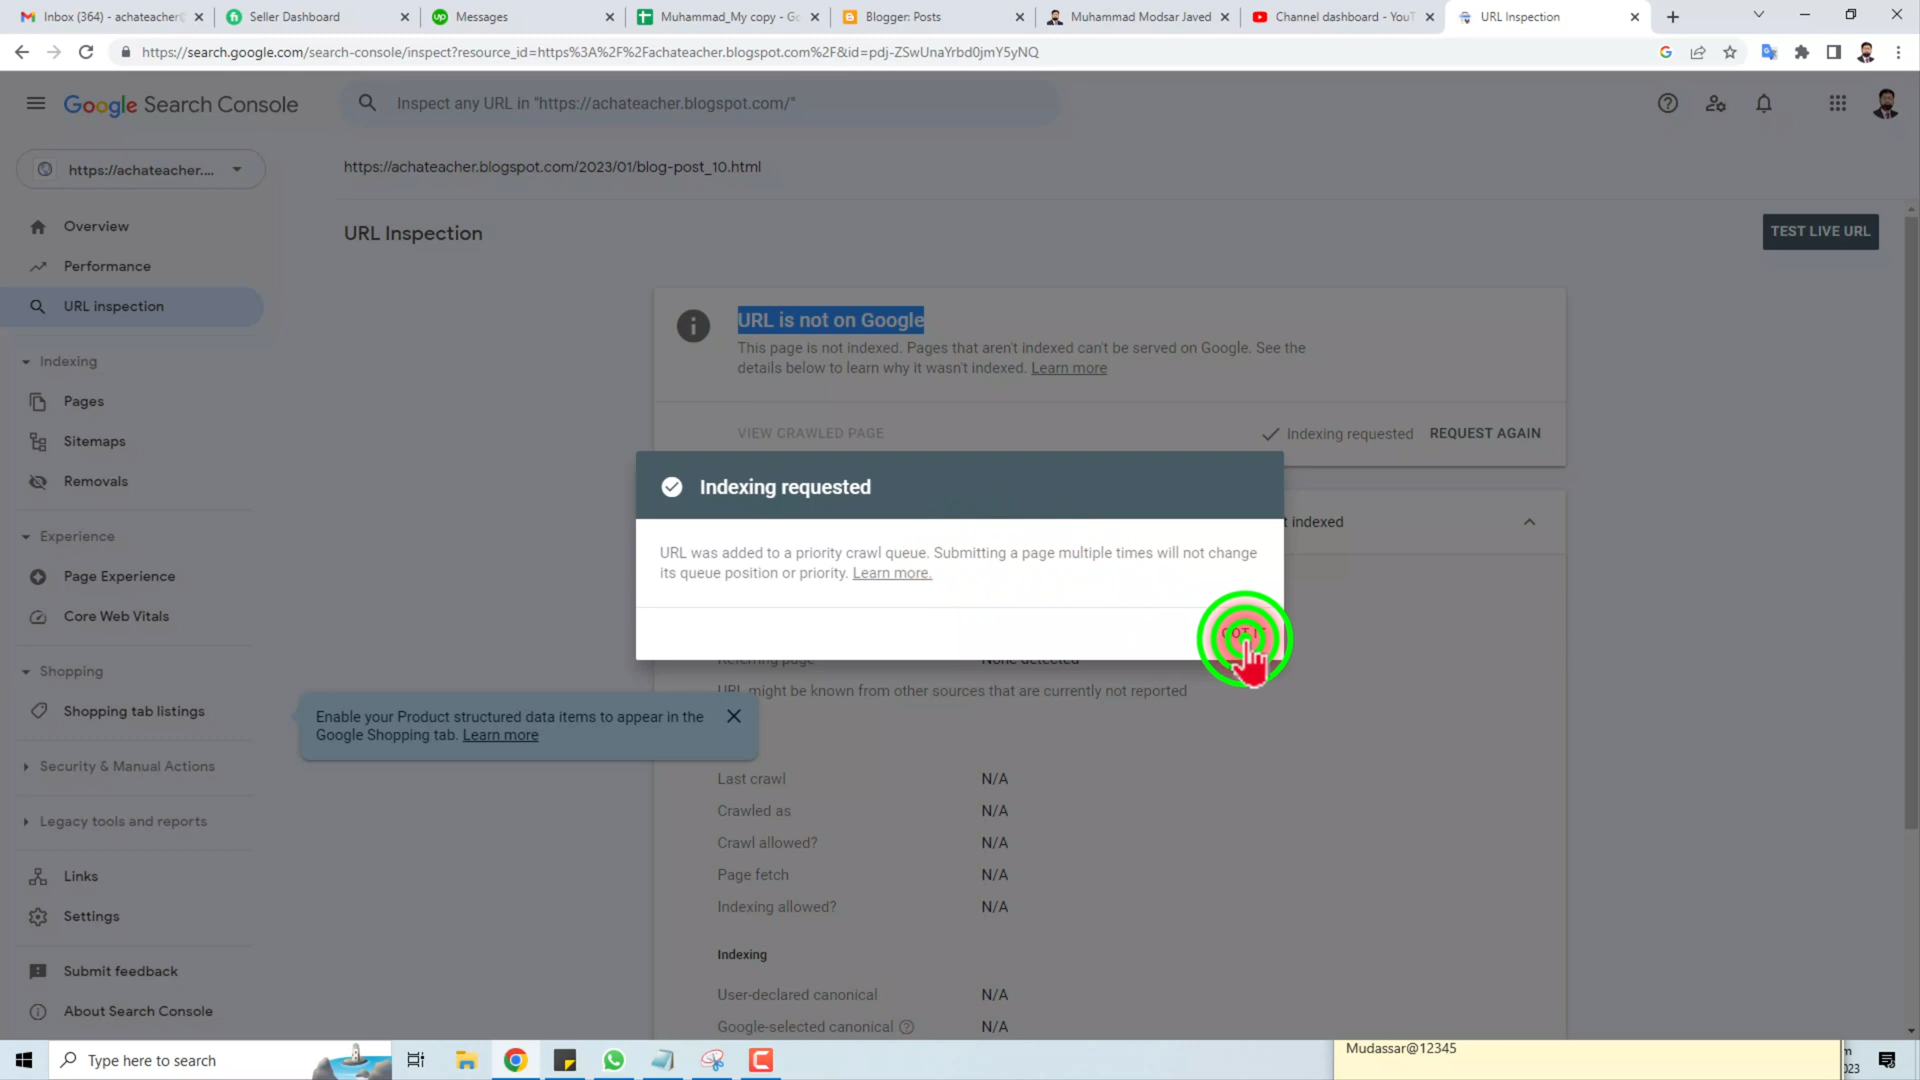 Inbox (364) - achateacher@
Seller Dashboard
Messages
Muhammad_My copy - Go
Blogger: Posts
Muhammad Modsar Javed
Channel dashboard - YouT
URL Inspection
https://search.google.com/search-console/inspect?resource_id=https%3A%2F%2Fachateacher.blogspot.com%2F&id=pdj-ZSwUnaYrbd0jmY5yNQ
Google Search Console
Inspect any URL in "https://achateacher.blogspot.com/"
https://achateacher....
https://achateacher.blogspot.com/2023/01/blog-post_10.html
Overview
URL Inspection
TEST LIVE URL
Performance
URL inspection
URL is not on Google
This page is not indexed. Pages that aren't indexed can't be served on Google. See the
details below to learn why it wasn't indexed. Learn more
Indexing
Pages
VIEW CRAWLED PAGE
Indexing requested
REQUEST AGAIN
Sitemaps
Removals
Indexing requested
indexed
Experience
URL was added to a priority crawl queue. Submitting a page multiple times will not change
its queue position or priority. Learn more.
Page Experience
Core Web Vitals
GOT IT
Referring page
None detected
Shopping
URL might be known from other sources that are currently not reported
Shopping tab listings
Enable your Product structured data items to appear in the
Google Shopping tab. Learn more
Security & Manual Actions
Last crawl N/A
Crawled as N/A
Legacy tools and reports
Crawl allowed? N/A
Page fetch N/A
Links
Indexing allowed? N/A
Settings
Indexing
Submit feedback
User-declared canonical N/A
About Search Console
Google-selected canonical N/A
Type here to search
Mudassar@12345
23